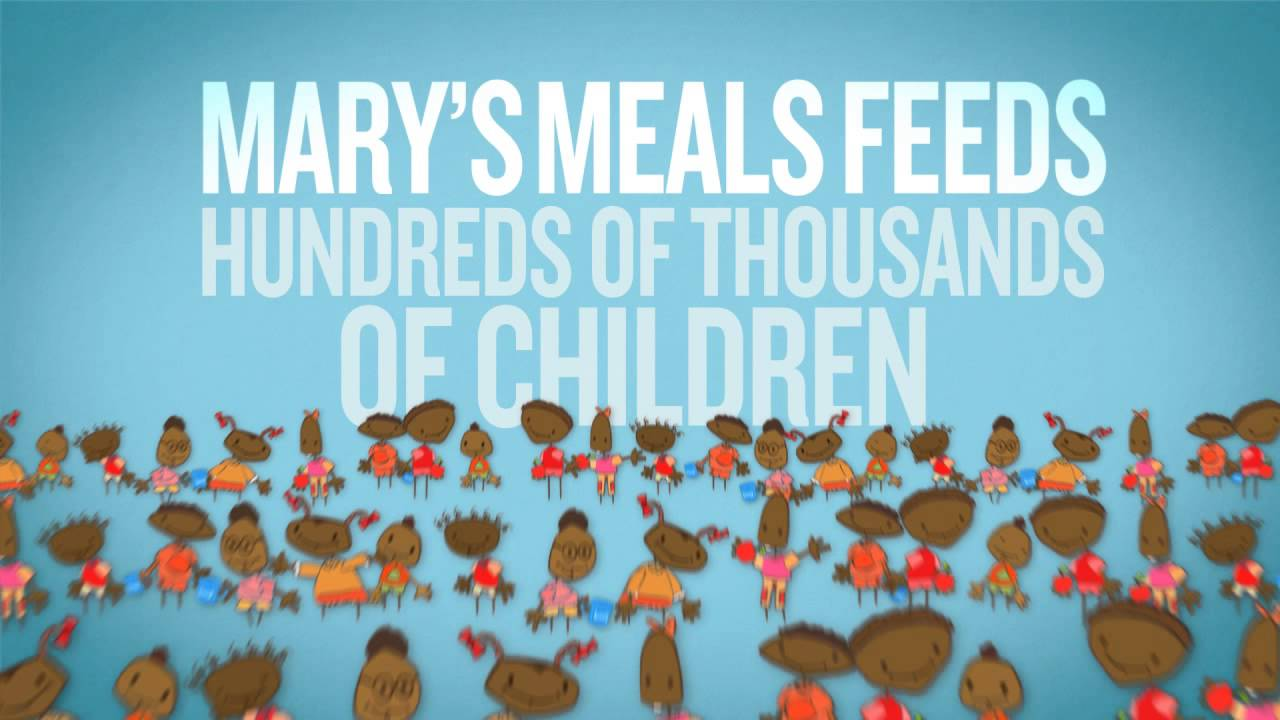 MARY'S MEALS FEEDS
HUNDREDS OF THOUSANDS
OF CHILDREN